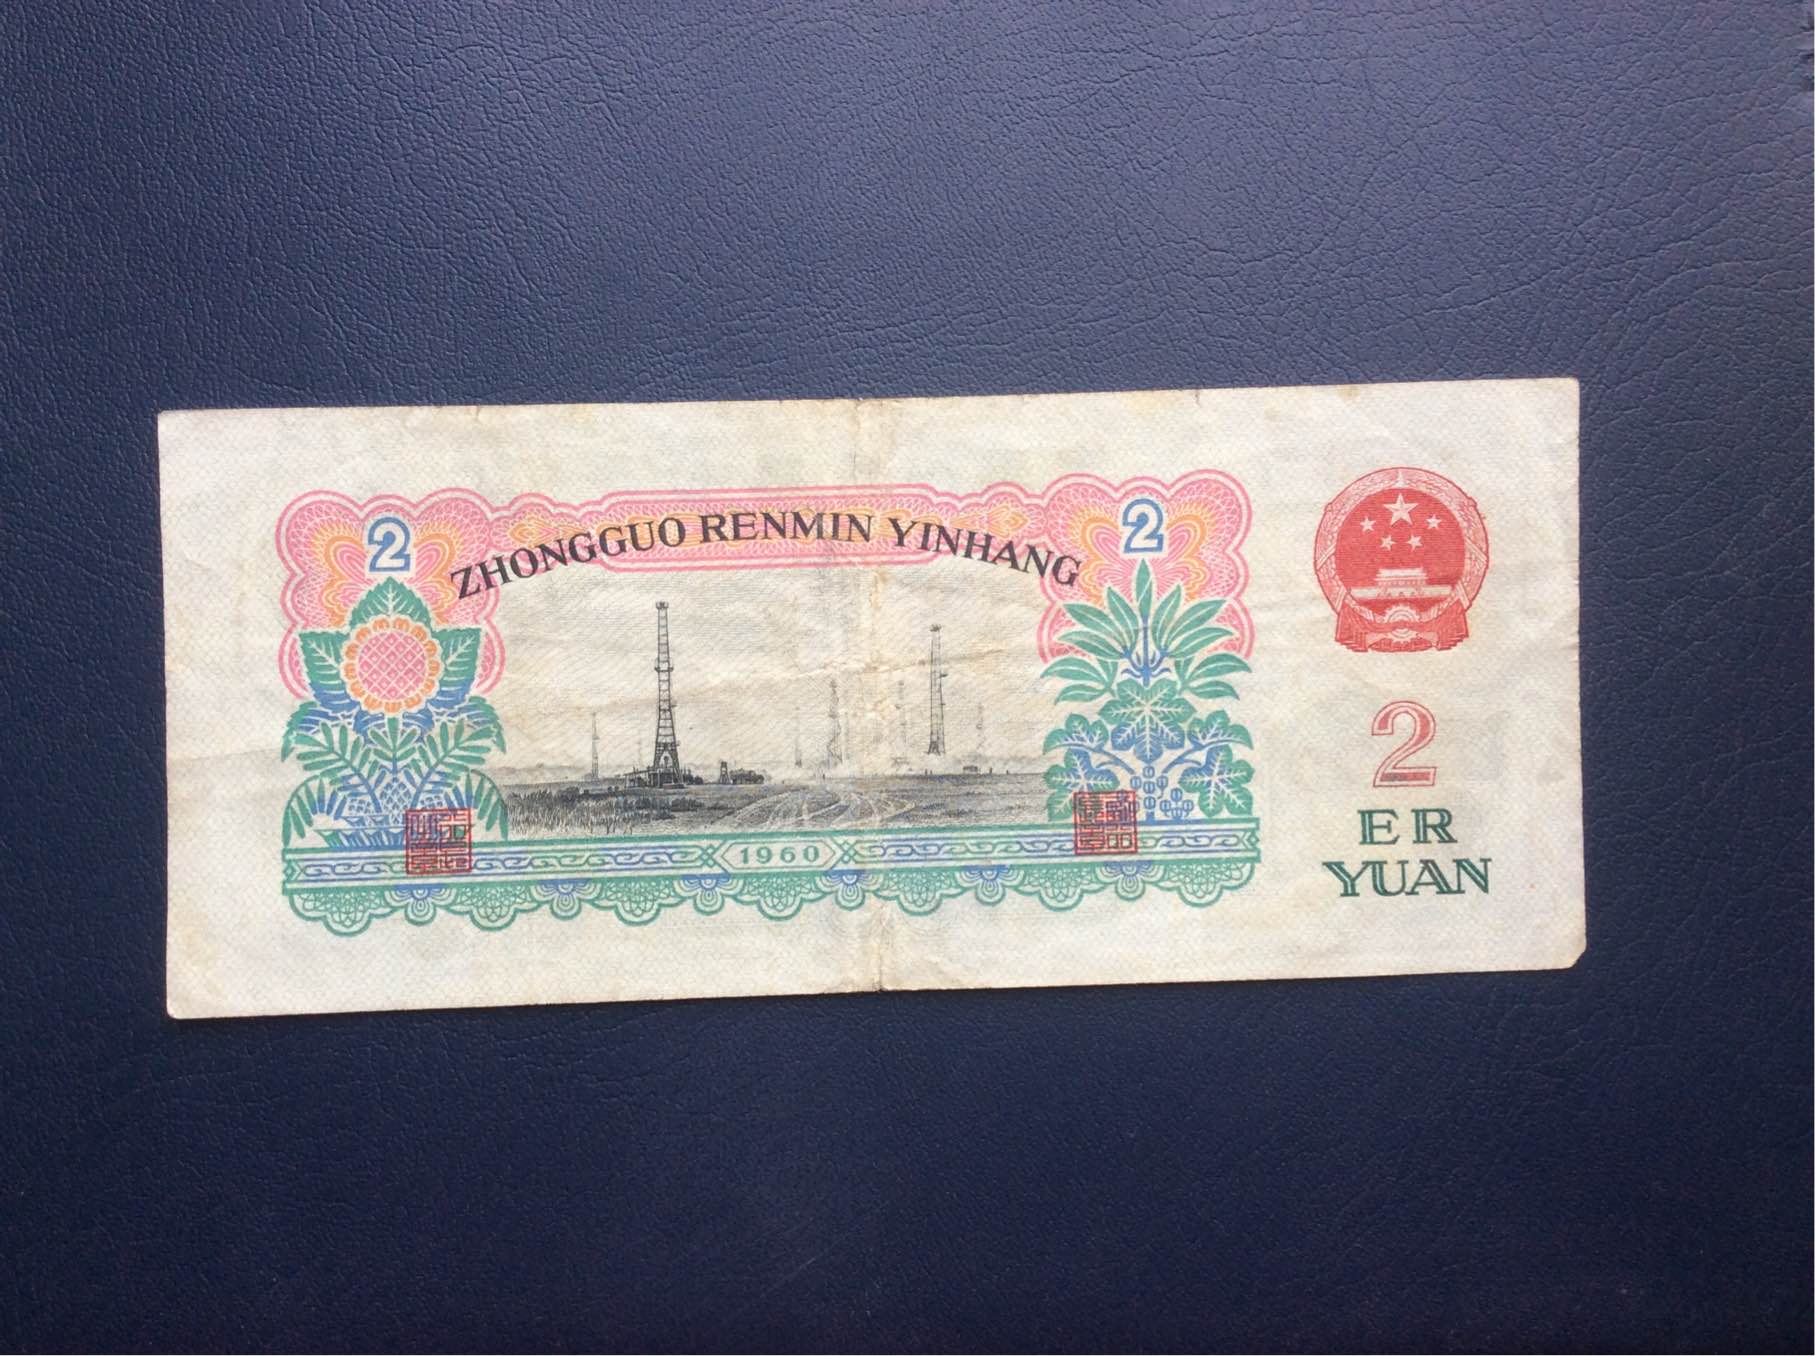 2
ZHONGGUO RENMIN YINHANG
2
1960
2
ER
YUAN